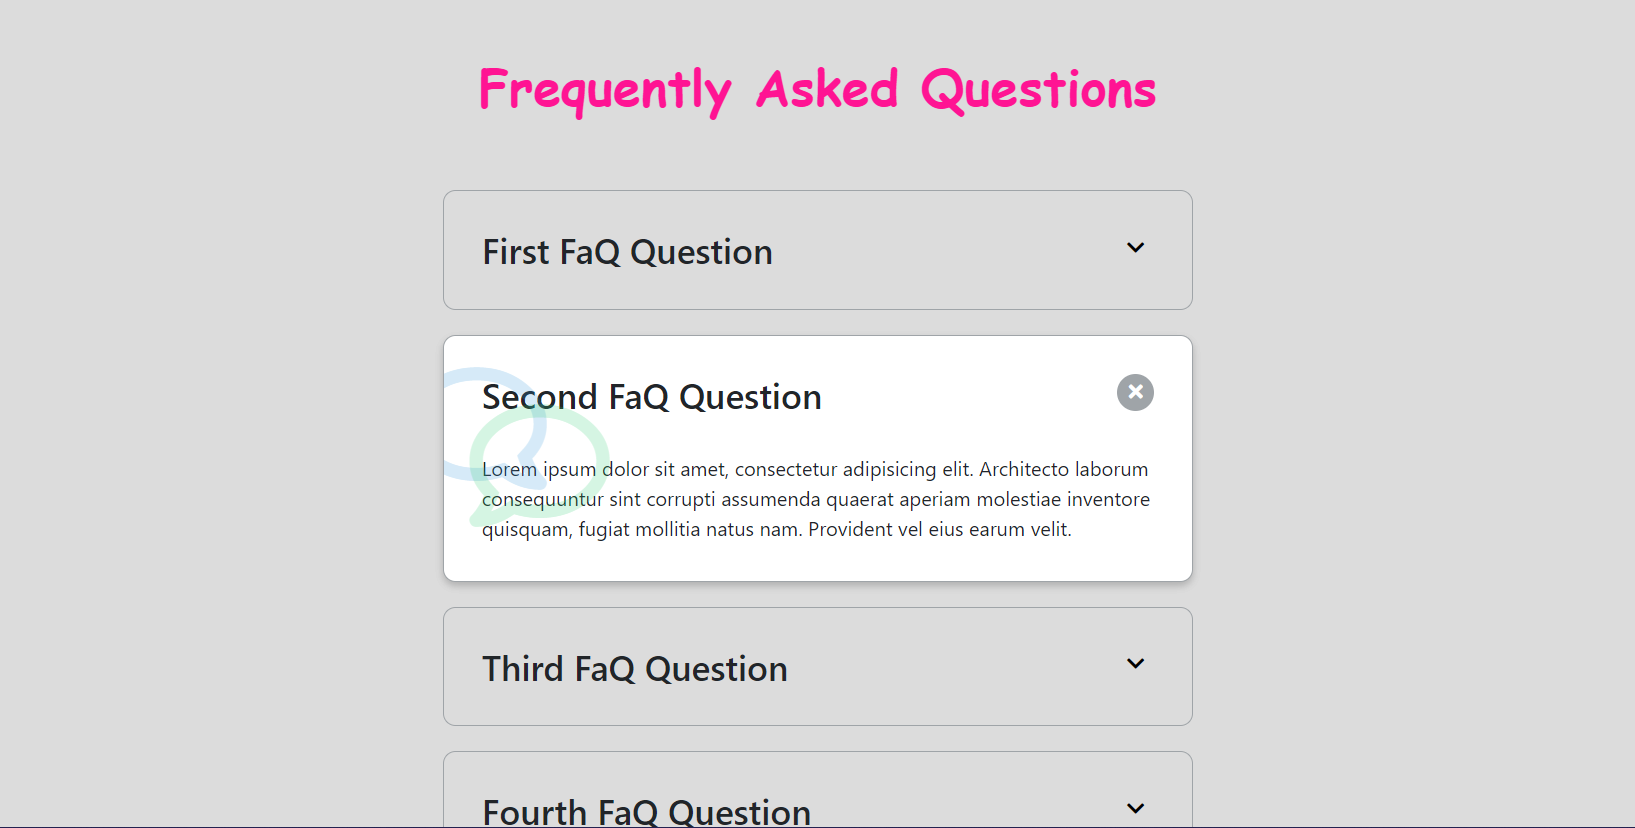 Frequently Asked Questions
First FaQ Question
Second FaQ Question
Lorem ipsum dolor sit amet, consectetur adipisicing elit. Architecto laborum
consequuntur sint corrupti assumenda quaerat aperiam molestiae inventore
quisquam, fugiat mollitia natus nam. Provident vel eius earum velit.
Third FaQ Question
Fourth FaQ Question